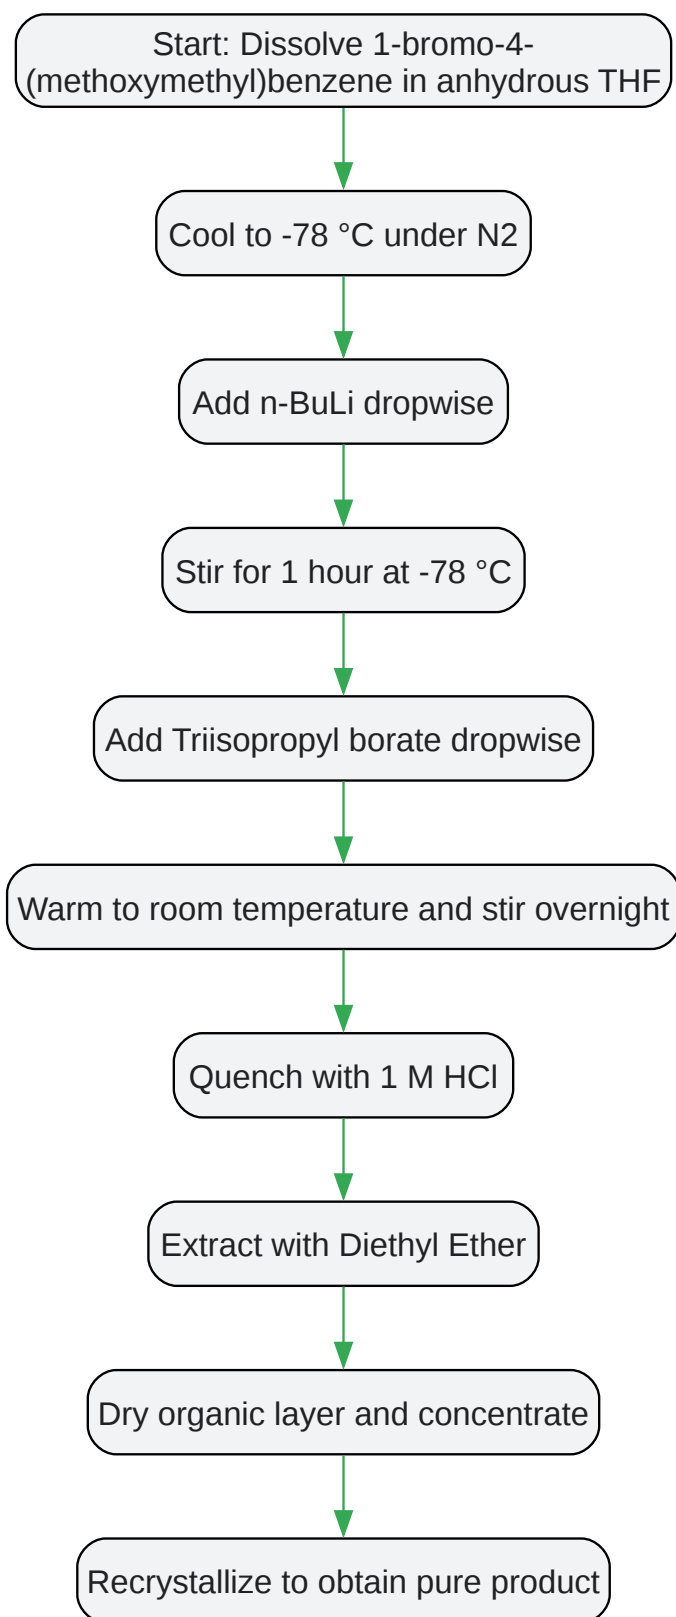 Start: Dissolve 1-bromo-4-
(methoxymethyl)benzene in anhydrous THF
Cool to -78 °C under N2
Add n-BuLi dropwise
Stir for 1 hour at -78 °C
Add Triisopropyl borate dropwise
Warm to room temperature and stir overnight
Quench with 1 M HCl
Extract with Diethyl Ether
Dry organic layer and concentrate
Recrystallize to obtain pure product